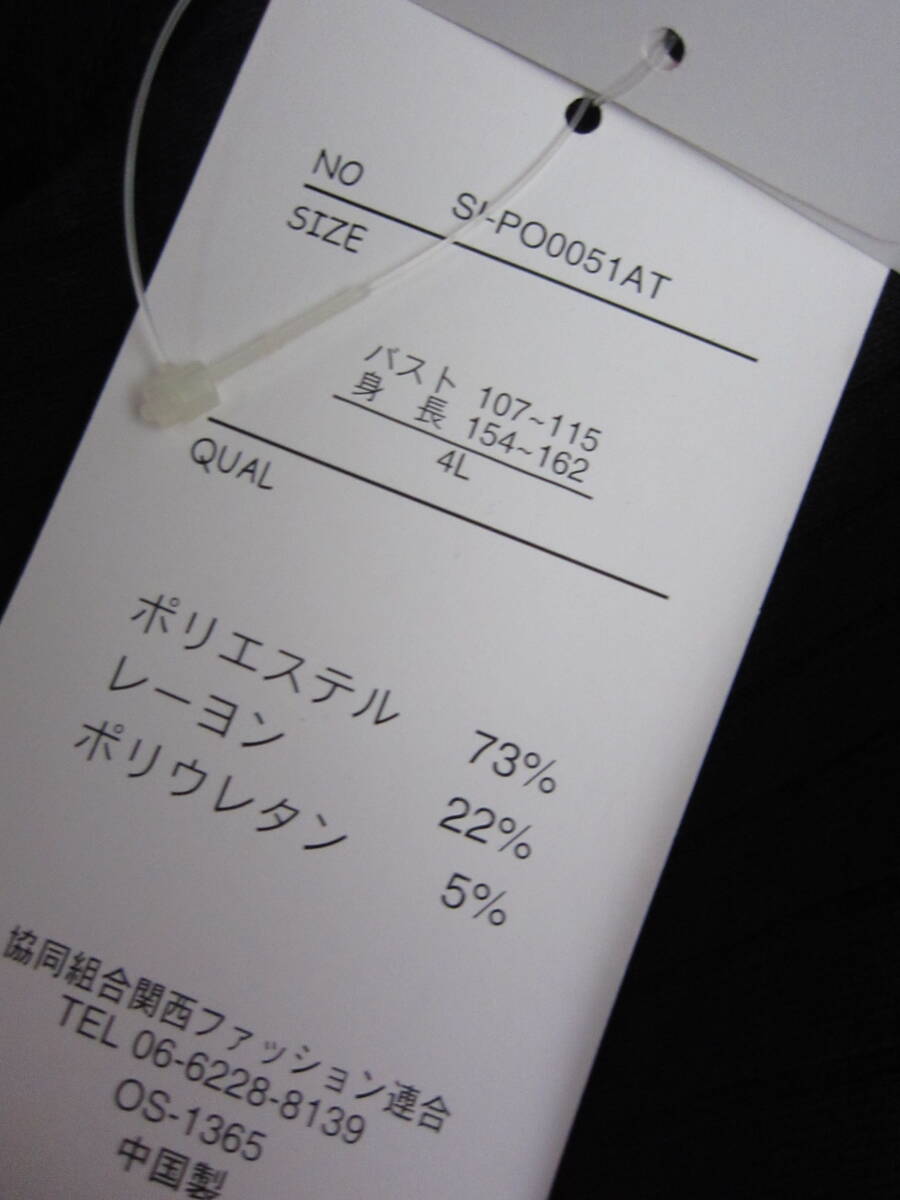 NO SI-PO0051AT
SIZE
バスト 107~115
身 長 154~162
4L
QUAL
ポリエステル 73%
レーヨン 22%
ポリウレタン 5%
協同組合関西ファッション連合
TEL 06-6228-8139
OS-1365
中国製